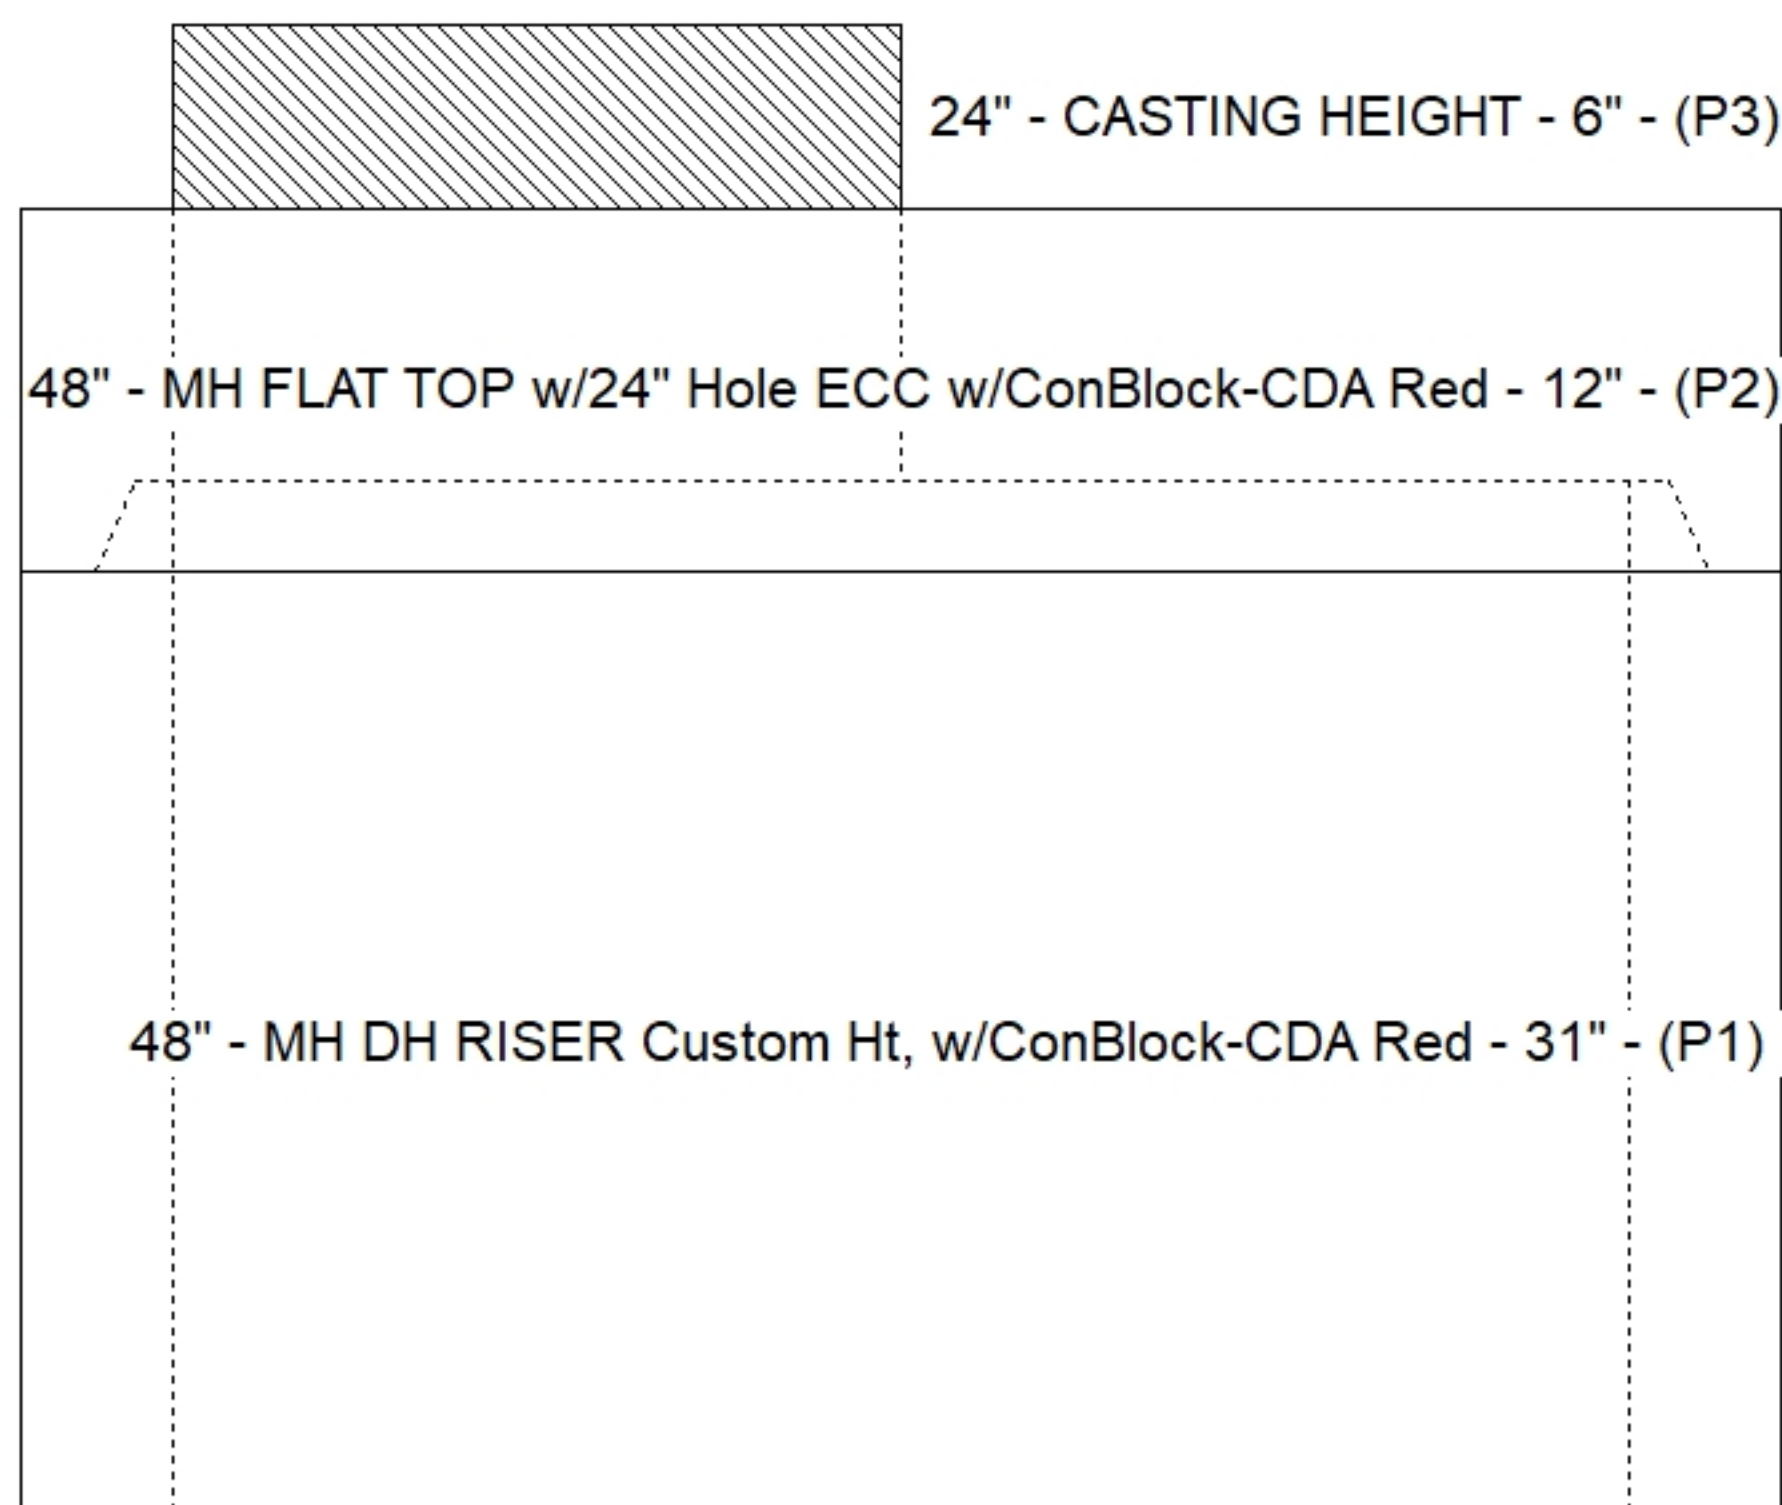 24" - CASTING HEIGHT - 6" - (P3)
48" - MH FLAT TOP w/24" Hole ECC w/ConBlock-CDA Red - 12" - (P2)
48" - MH DH RISER Custom Ht, w/ConBlock-CDA Red - 31" - (P1)